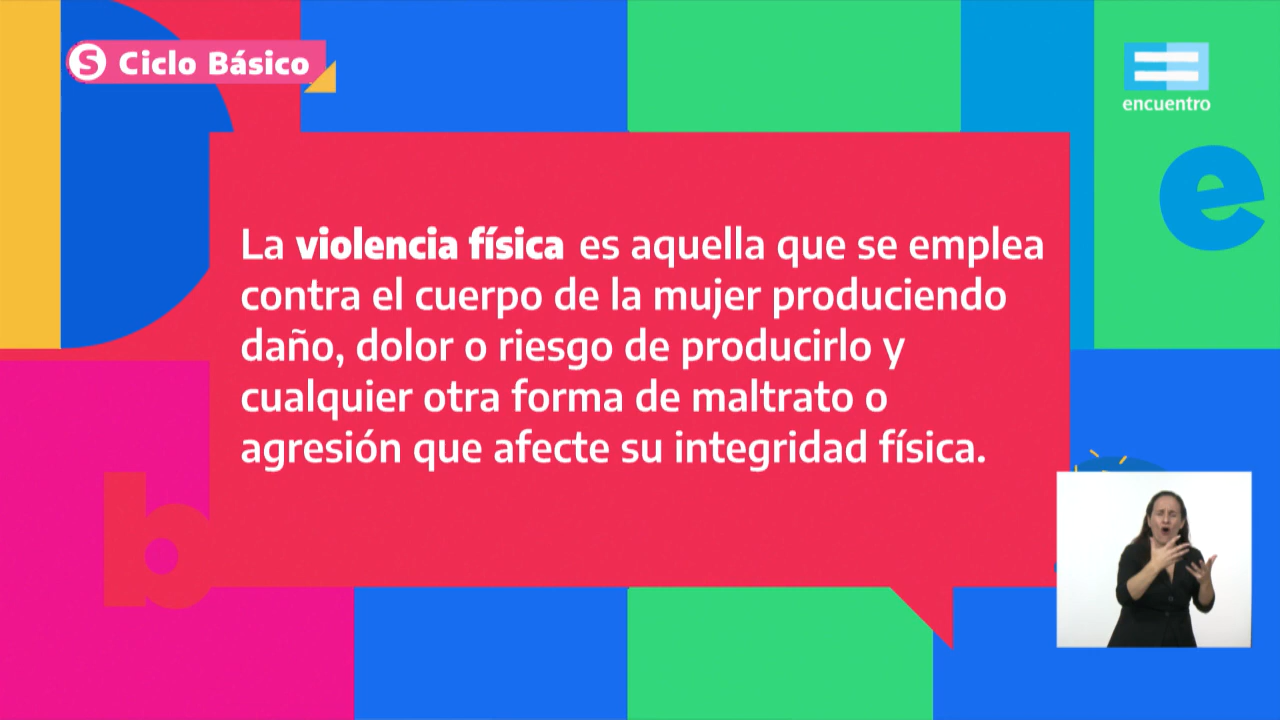 S Ciclo Básico
encuentro
e
La violencia física es aquella que se emplea
contra el cuerpo de la mujer produciendo
daño, dolor o riesgo de producirlo y
cualquier otra forma de maltrato o
agresión que afecte su integridad física.
b